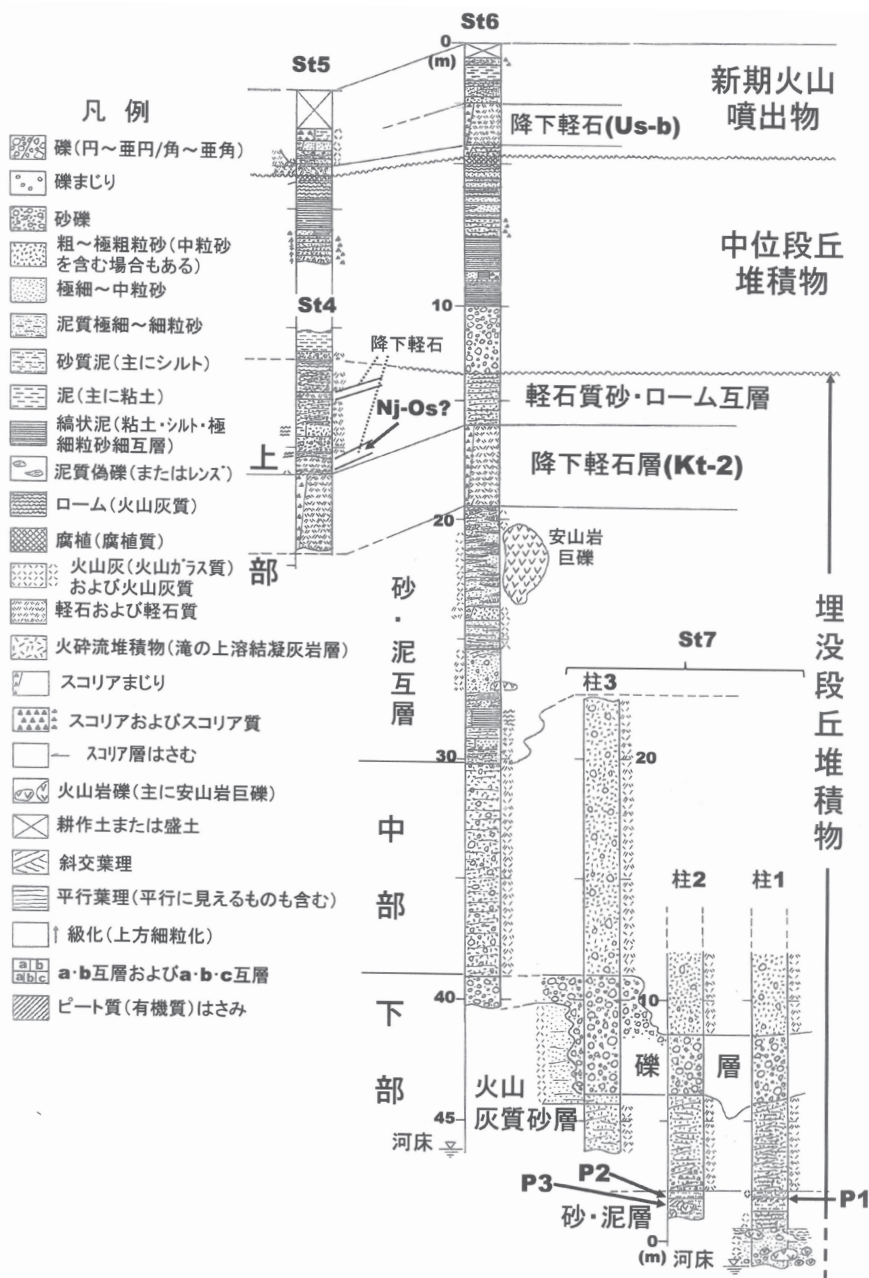 凡 例
礫(円～亜円/角～亜角)
礫まじり
砂礫
粗～極粗粒砂(中粒砂
を含む場合もある)
極細～中粒砂
泥質極細～細粒砂
砂質泥(主にシルト)
泥(主に粘土)
縞状泥(粘土・シルト・極
細粒砂細互層)
泥質偽礫(またはレンズ)
ローム(火山灰質)
腐植(腐植質)
火山灰(火山ガラス質)
および火山灰質
軽石および軽石質
火砕流堆積物(滝の上溶結凝灰岩層)
スコリアまじり
スコリアおよびスコリア質
スコリア層はさむ
火山岩礫(主に安山岩巨礫)
耕作土または盛土
斜交葉理
平行葉理(平行に見えるものも含む)
級化(上方細粒化)
a b
a b c
a・b互層およびa・b・c互層
ピート質(有機質)はさみ
St5
St6
0
(m)
新期火山
噴出物
降下軽石(Us-b)
中位段丘
堆積物
10
St4
降下軽石
Nj-Os?
軽石質砂・ローム互層
降下軽石層(Kt-2)
20
安山岩
巨礫
上
部
砂・泥互層
埋没段丘堆積物
St7
柱3
30
20
中
部
柱2
柱1
40
10
下
部
礫 層
火山
灰質砂層
45
河床
P2
P3
P1
砂・泥層
0
(m)
河床